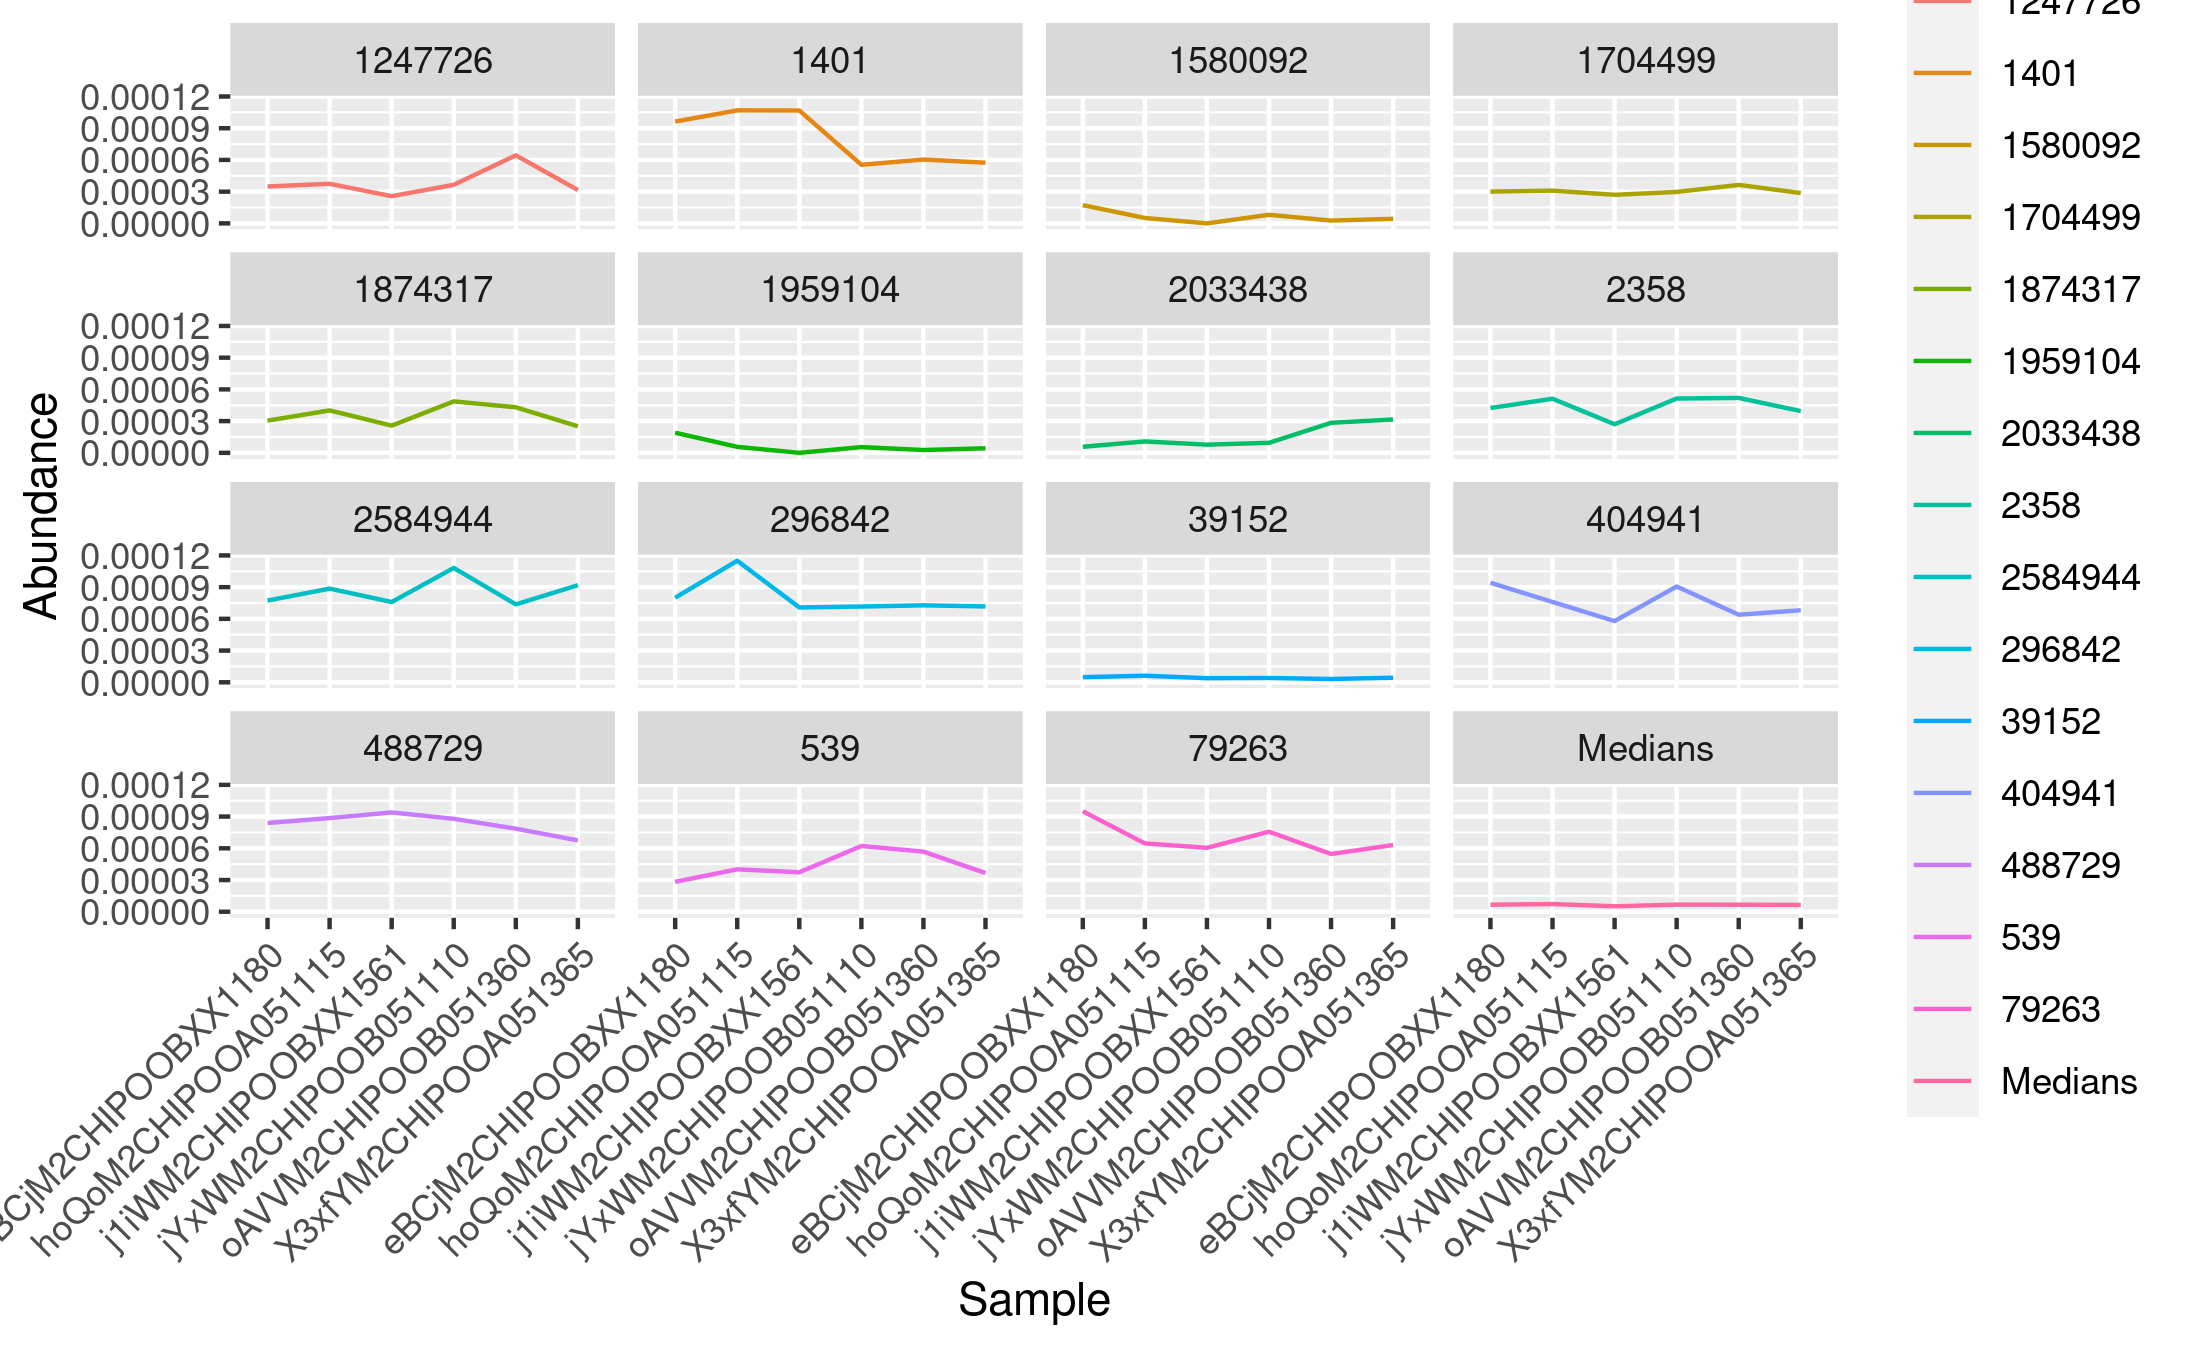 1247726 1401 1580092 1704499
0.00012
0.00009
0.00006
0.00003
0.00000
1874317 1959104 2033438 2358
0.00012
0.00009
0.00006
0.00003
0.00000
2584944 296842 39152 404941
0.00012
0.00009
0.00006
0.00003
0.00000
488729 539 79263 Medians
0.00012
0.00009
0.00006
0.00003
0.00000
Abundance
hoQoM2CHIPOOA051115
j1iWM2CHIPOOBXX1561
jYxWM2CHIPOOB051110
oAVVM2CHIPOOB051360
X3xfYM2CHIPOOA051365
eBCjM2CHIPOOBXX1180
hoQoM2CHIPOOA051115
j1iWM2CHIPOOBXX1561
jYxWM2CHIPOOB051110
oAVVM2CHIPOOB051360
X3xfYM2CHIPOOA051365
eBCjM2CHIPOOBXX1180
hoQoM2CHIPOOA051115
j1iWM2CHIPOOBXX1561
jYxWM2CHIPOOB051110
oAVVM2CHIPOOB051360
X3xfYM2CHIPOOA051365
eBCjM2CHIPOOBXX1180
hoQoM2CHIPOOA051115
j1iWM2CHIPOOBXX1561
jYxWM2CHIPOOB051110
oAVVM2CHIPOOB051360
X3xfYM2CHIPOOA051365
Sample
1247726
1401
1580092
1704499
1874317
1959104
2033438
2358
2584944
296842
39152
404941
488729
539
79263
Medians